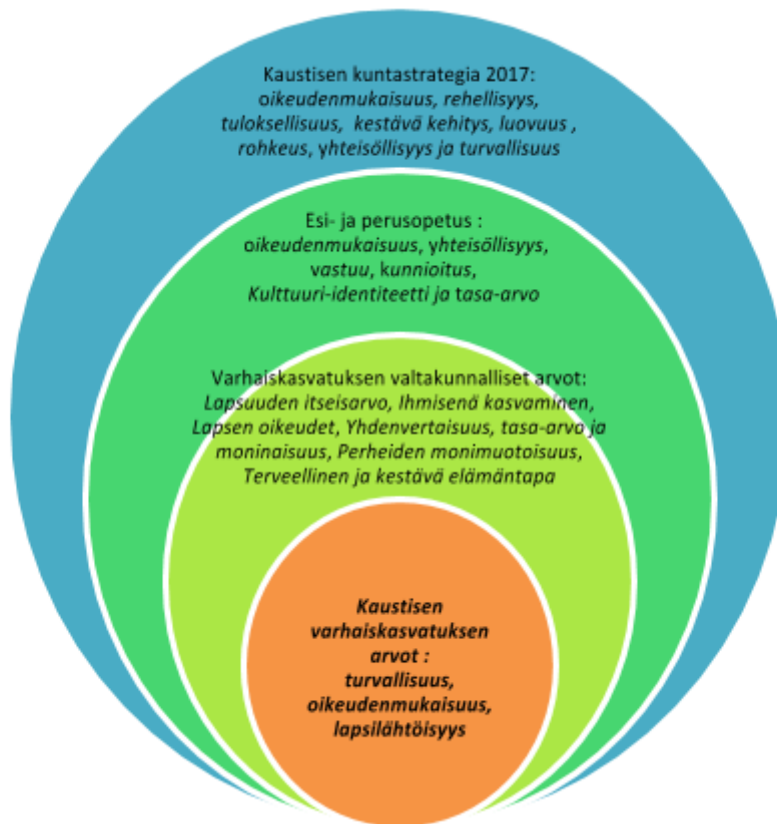 Kaustisen kuntastrategia 2017:
oikeudenmukaisuus, rehellisyys,
tuloksellisuus, kestävä kehitys, luovuus ,
rohkeus, yhteisöllisyys ja turvallisuus
Esi- ja perusopetus :
oikeudenmukaisuus, yhteisöllisyys,
vastuu, kunnioitus,
Kulttuuri-identiteetti ja tasa-arvo
Varhaiskasvatuksen valtakunnalliset arvot:
Lapsuuden itseisarvo, Ihmisenä kasvaminen,
Lapsen oikeudet, Yhdenvertaisuus, tasa-arvo ja
moninaisuus, Perheiden monimuotoisuus,
Terveellinen ja kestävä elämäntapa
Kaustisen
varhaiskasvatuksen
arvot :
turvallisuus,
oikeudenmukaisuus,
lapsilähtöisyys